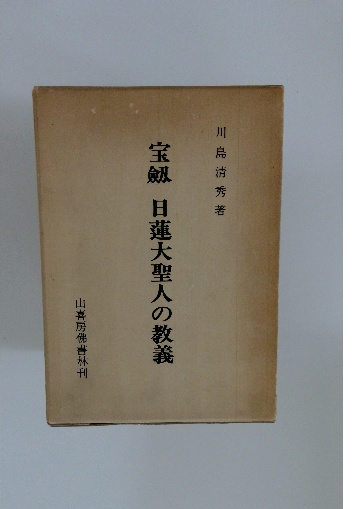 川島清秀著
宝劔 日蓮大聖人の教義
山喜房佛書林刊